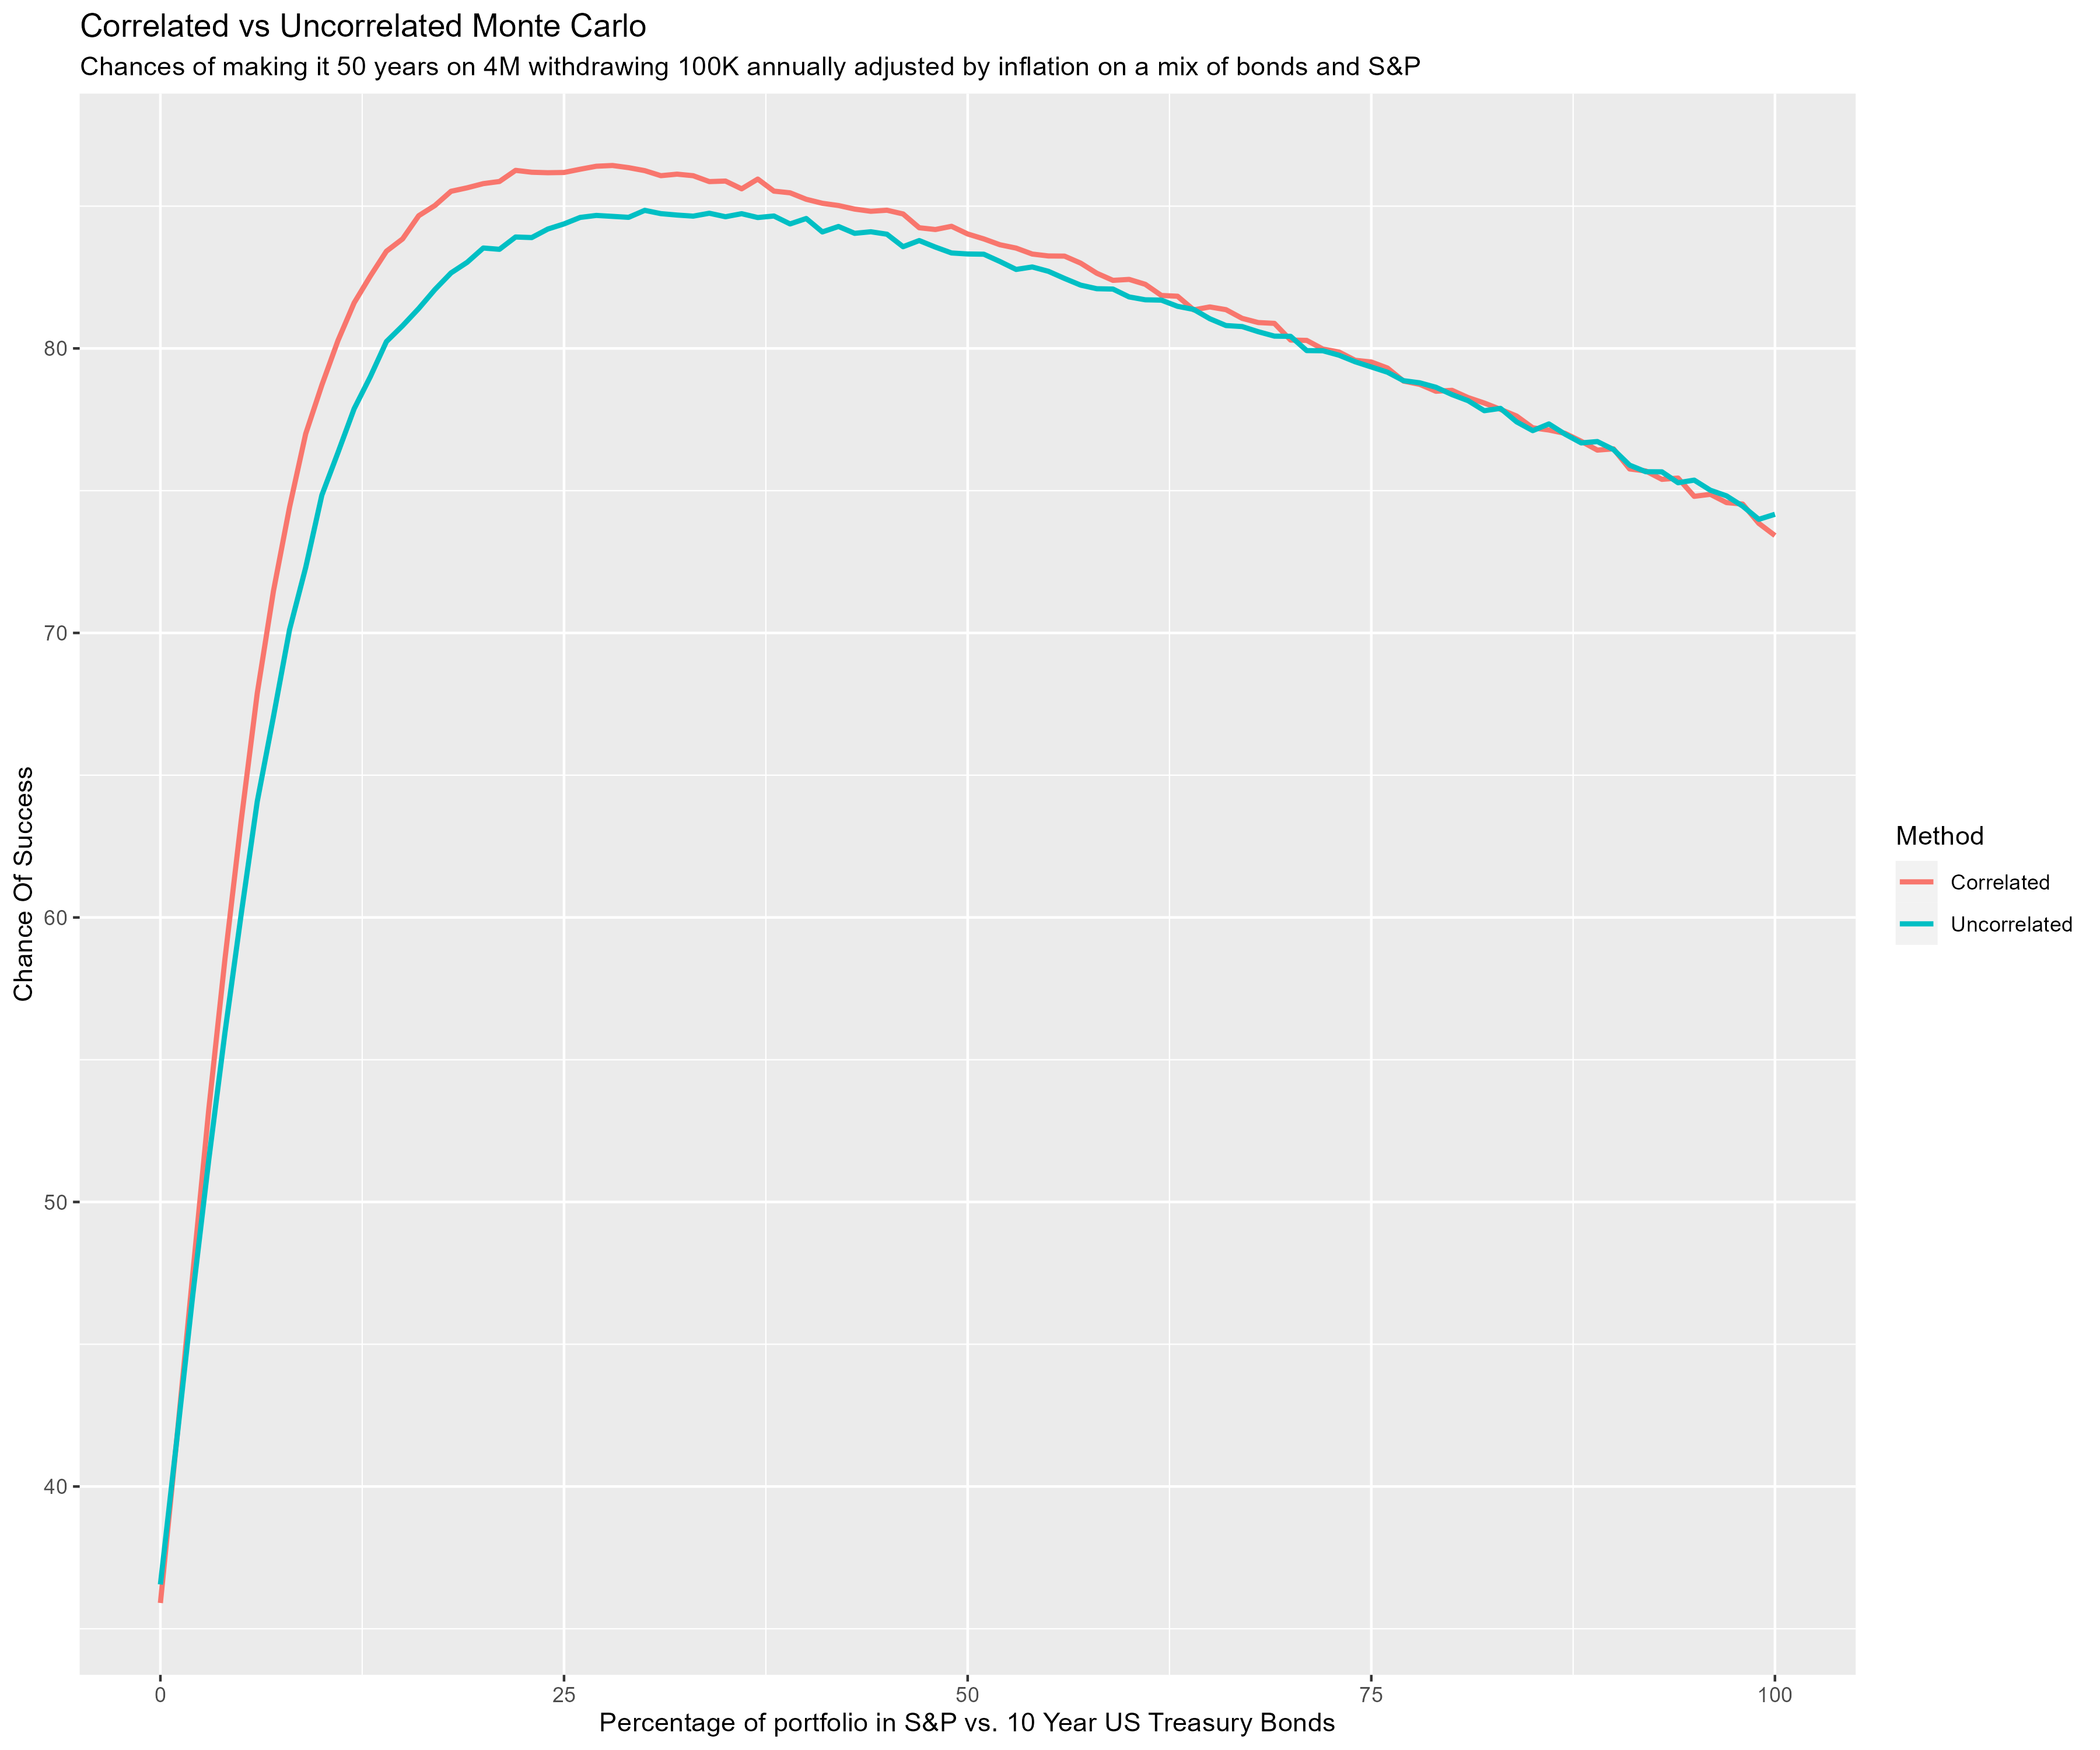 Correlated vs Uncorrelated Monte Carlo
Chances of making it 50 years on 4M withdrawing 100K annually adjusted by inflation on a mix of bonds and S&P
Chance Of Success
80
70
60
50
40
0
25
50
75
100
Percentage of portfolio in S&P vs. 10 Year US Treasury Bonds
Method
Correlated
Uncorrelated